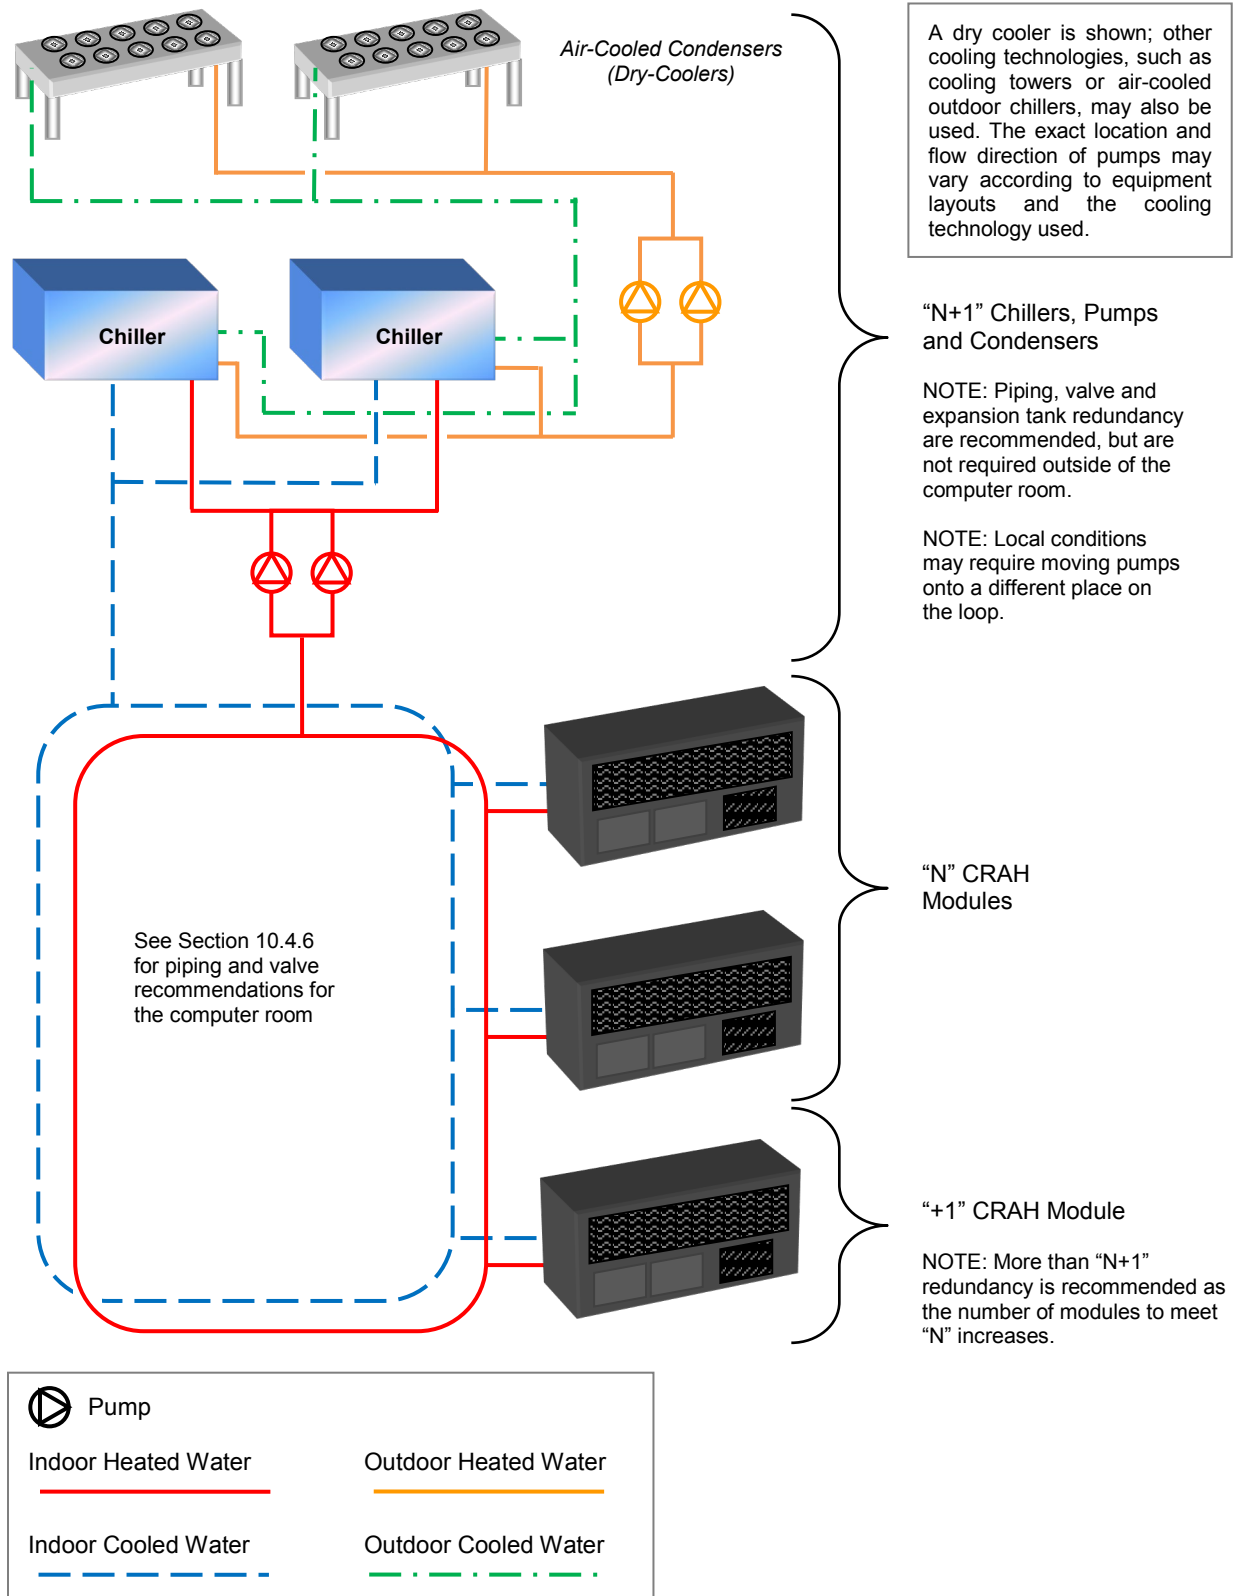 Air-Cooled Condensers
(Dry-Coolers)
A dry cooler is shown; other
cooling technologies, such as
cooling towers or air-cooled
outdoor chillers, may also be
used. The exact location and
flow direction of pumps may
vary according to equipment
layouts and the cooling
technology used.
Chiller
Chiller
“N+1” Chillers, Pumps
and Condensers
NOTE: Piping, valve and
expansion tank redundancy
are recommended, but are
not required outside of the
computer room.
NOTE: Local conditions
may require moving pumps
onto a different place on
the loop.
“N” CRAH
Modules
See Section 10.4.6
for piping and valve
recommendations for
the computer room
“+1” CRAH Module
NOTE: More than “N+1”
redundancy is recommended as
the number of modules to meet
“N” increases.
Pump
Indoor Heated Water
Outdoor Heated Water
Indoor Cooled Water
Outdoor Cooled Water